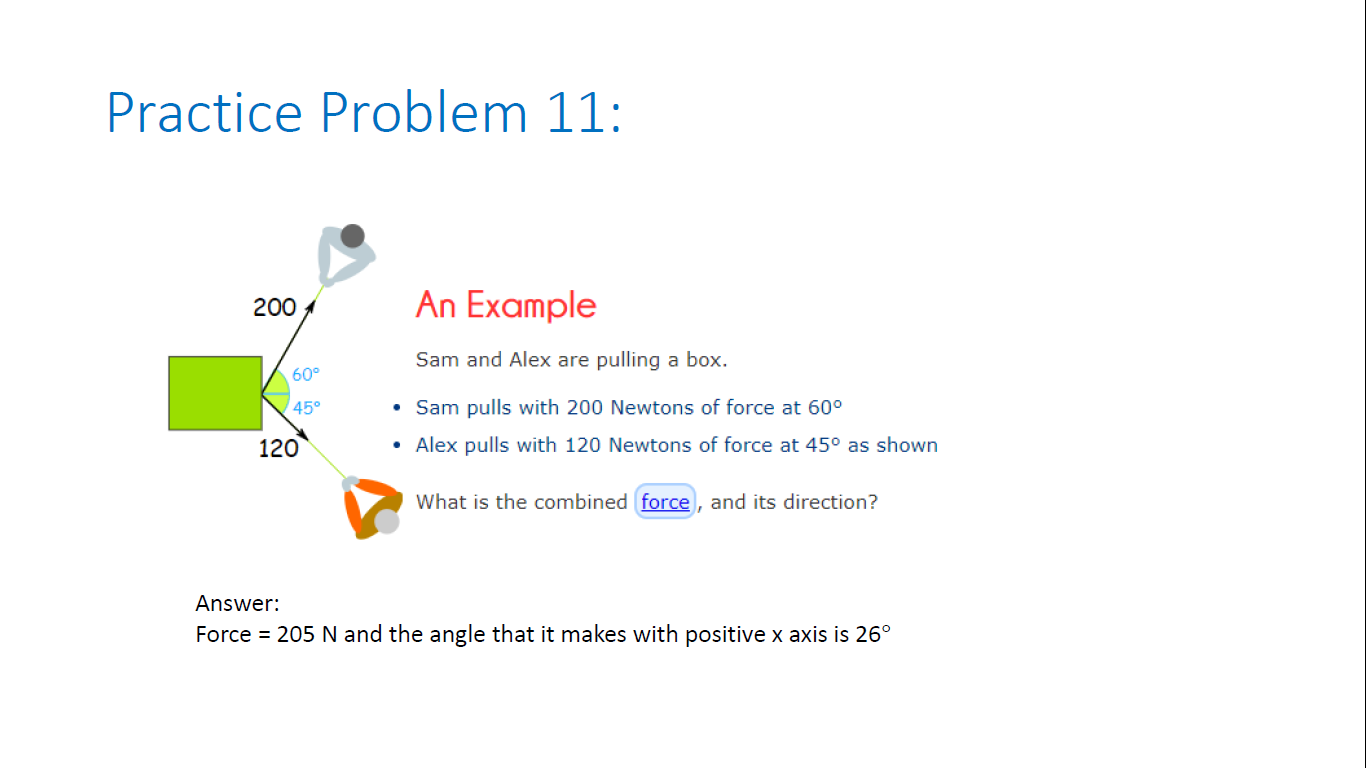 Practice Problem 11:
200
60°
45°
120
An Example
Sam and Alex are pulling a box.
• Sam pulls with 200 Newtons of force at 60°
• Alex pulls with 120 Newtons of force at 45° as shown
What is the combined force, and its direction?
Answer:
Force = 205 N and the angle that it makes with positive x axis is 26°